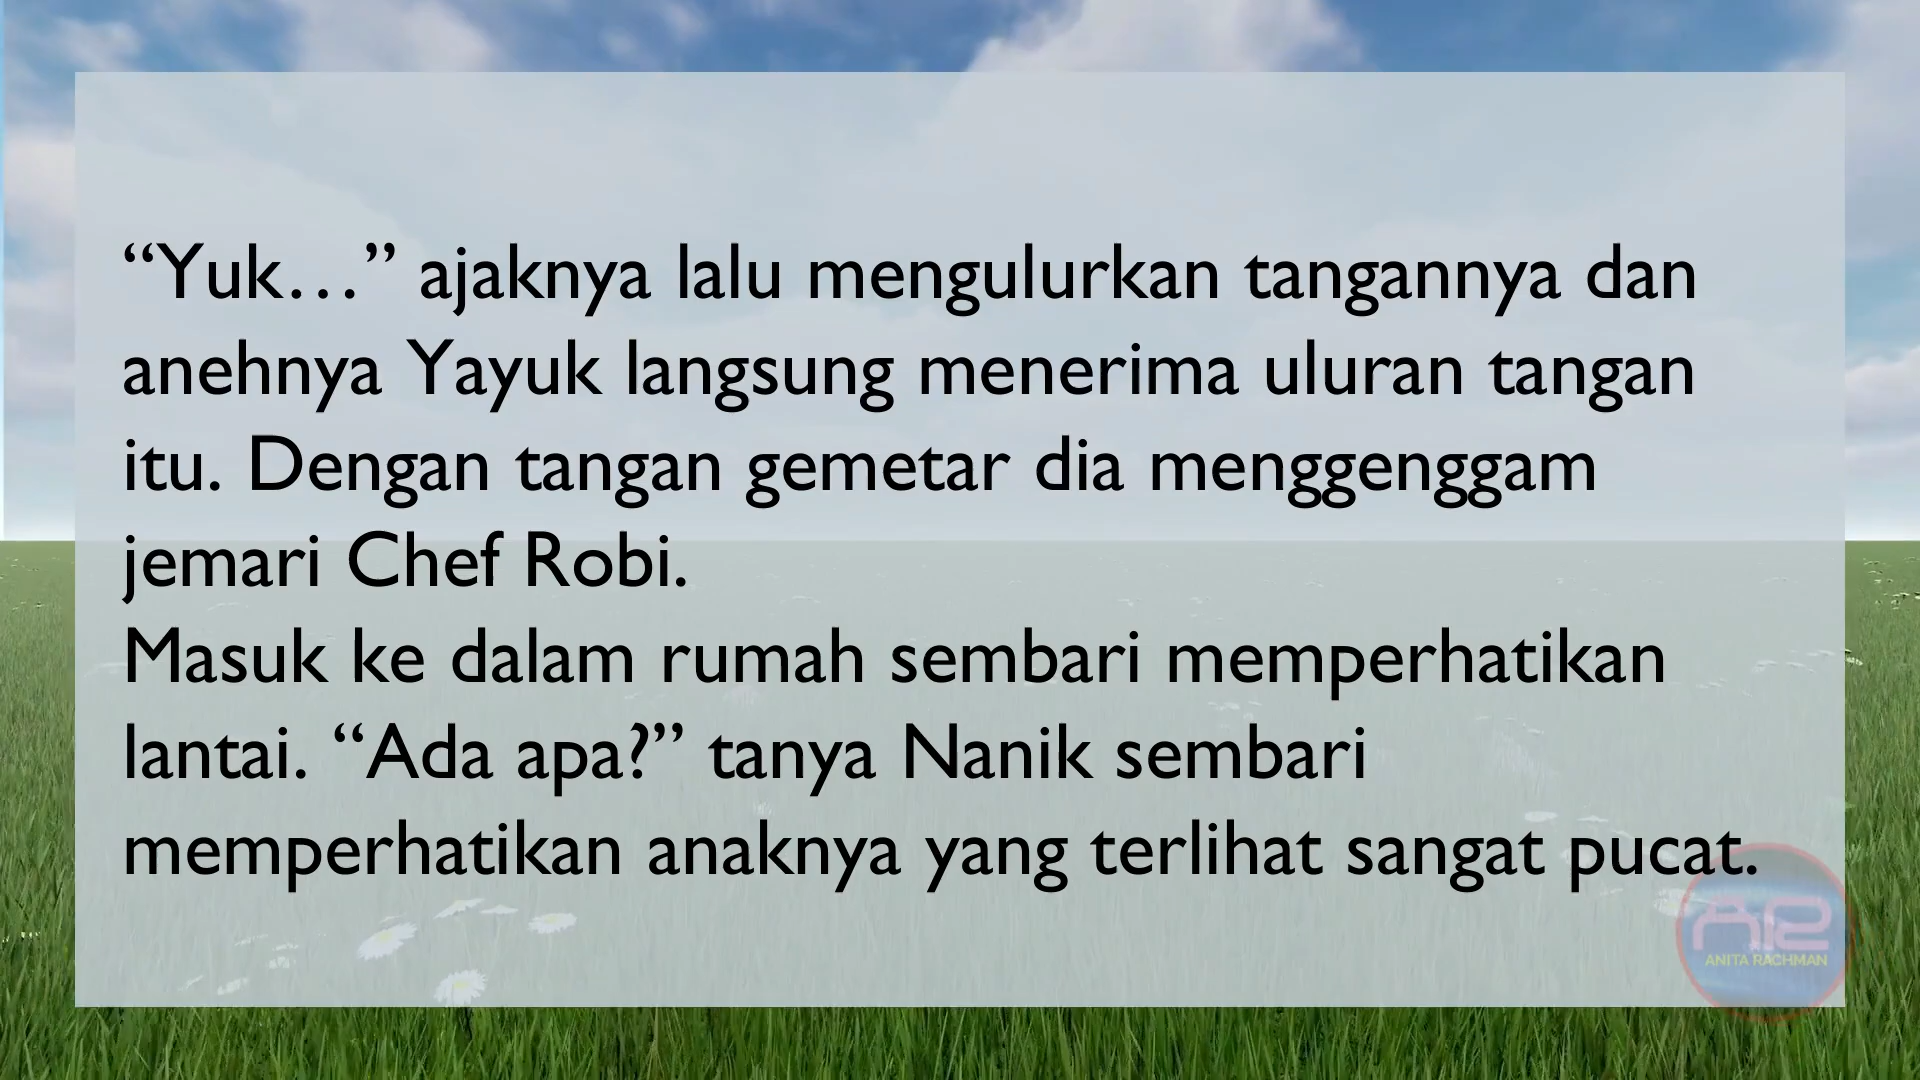 “Yuk…” ajaknya lalu mengulurkan tangannya dan
anehnya Yayuk langsung menerima uluran tangan
itu. Dengan tangan gemetar dia menggenggam
jemari Chef Robi.
Masuk ke dalam rumah sembari memperhatikan
lantai. “Ada apa?” tanya Nanik sembari
memperhatikan anaknya yang terlihat sangat pucat.
AR
ANITA RACHMAN